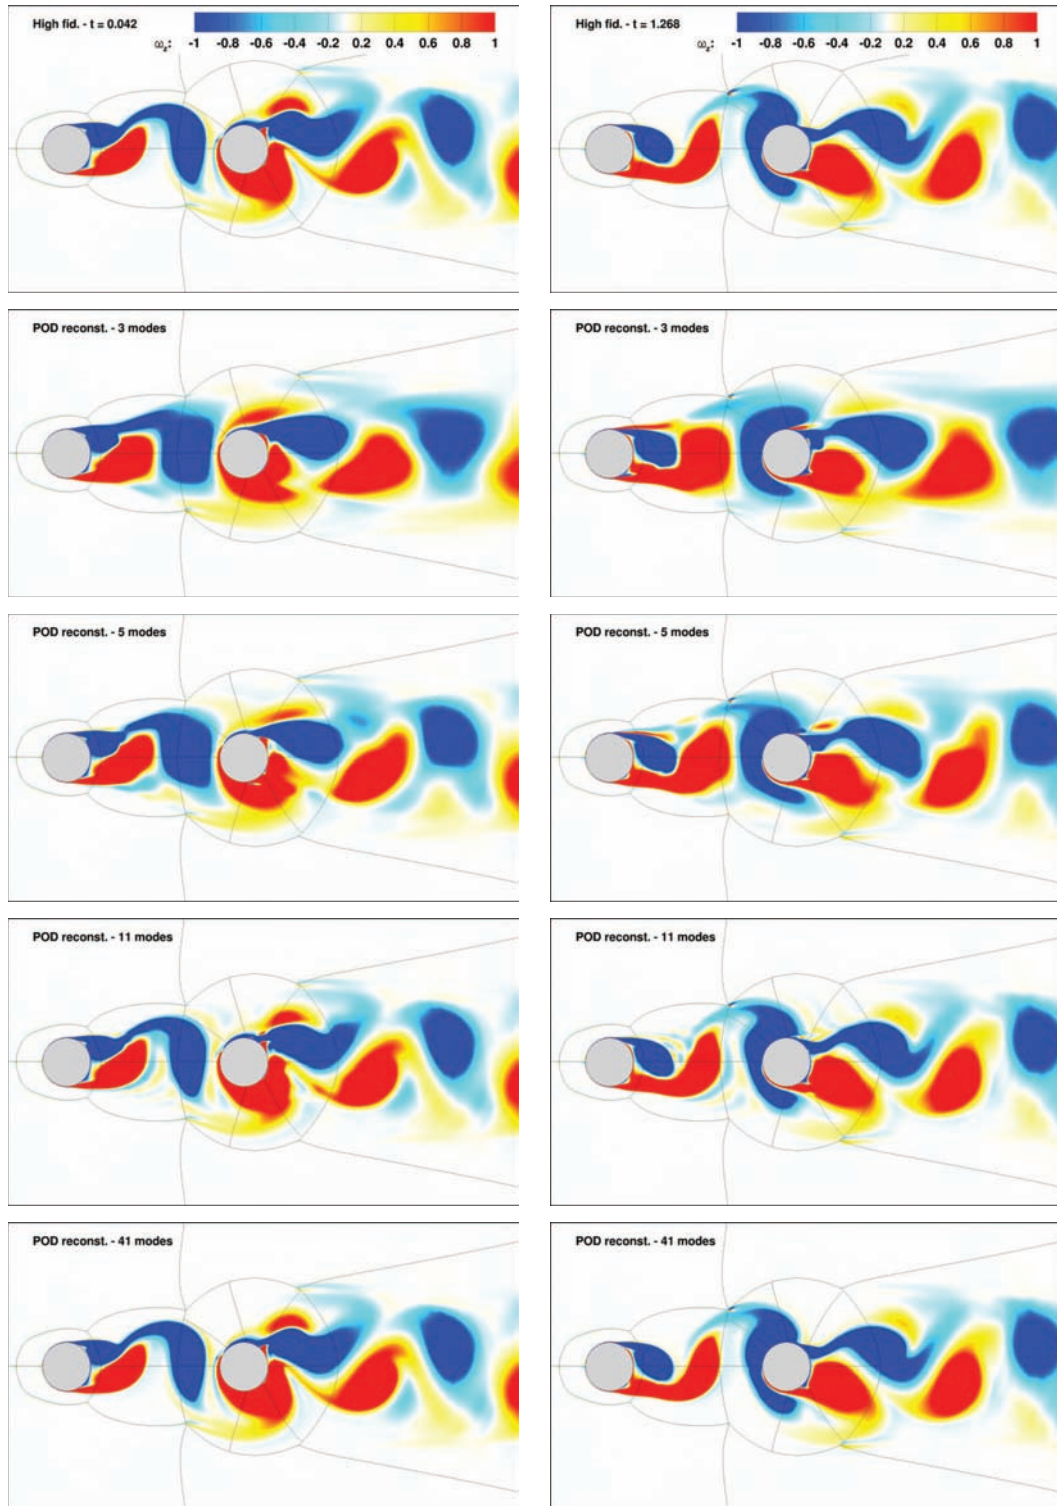 High fid. - t = 0.042
ωz: -1 -0.8 -0.6 -0.4 -0.2 0.2 0.4 0.6 0.8 1
High fid. - t = 1.268
ωz: -1 -0.8 -0.6 -0.4 -0.2 0.2 0.4 0.6 0.8 1
POD reconst. - 3 modes
POD reconst. - 3 modes
POD reconst. - 5 modes
POD reconst. - 5 modes
POD reconst. - 11 modes
POD reconst. - 11 modes
POD reconst. - 41 modes
POD reconst. - 41 modes